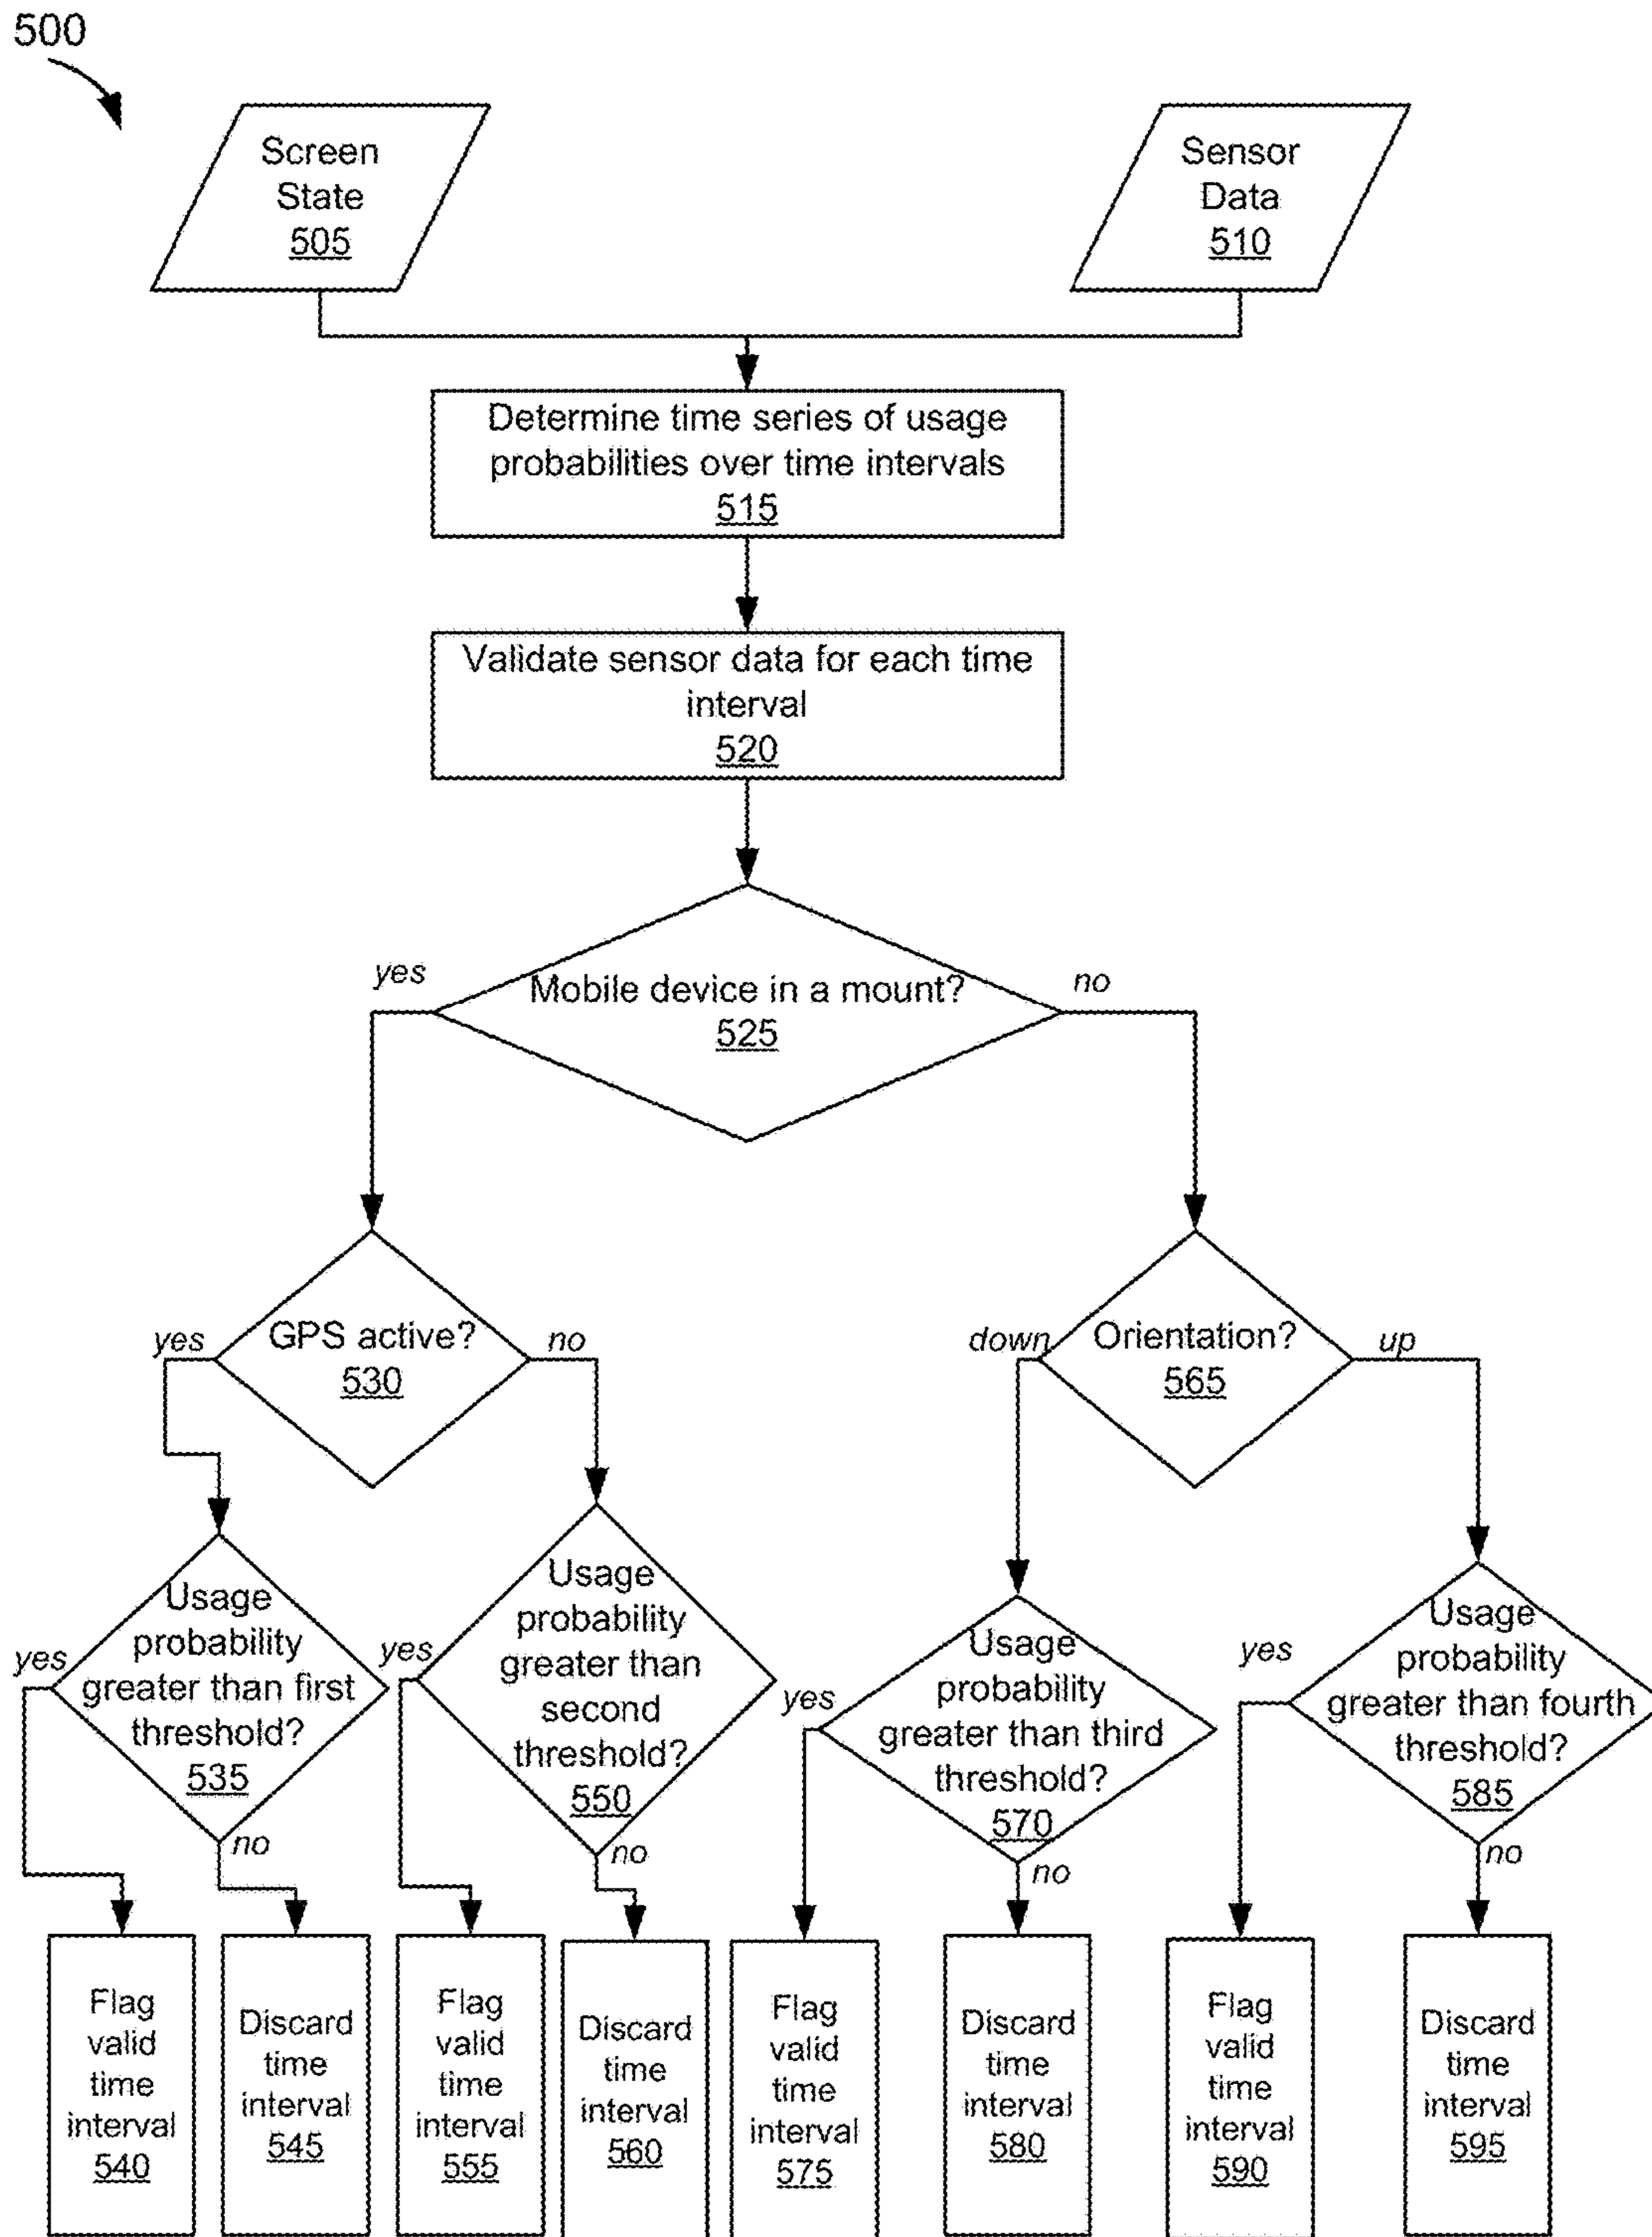 500
Screen
State
505
Sensor
Data
510
Determine time series of usage
probabilities over time intervals
515
Validate sensor data for each time
interval
520
yes
Mobile device in a mount?
525
no
yes
GPS active?
530
no
down
Orientation?
565
up
yes
Usage
probability
greater than first
threshold?
535
no
yes
Usage
probability
greater than
second
threshold?
550
no
yes
Usage
probability
greater than third
threshold?
570
no
yes
Usage
probability
greater than fourth
threshold?
585
no
Flag
valid
time
interval
540
Discard
time
interval
545
Flag
valid
time
interval
555
Discard
time
interval
560
Flag
valid
time
interval
575
Discard
time
interval
580
Flag
valid
time
interval
590
Discard
time
interval
595